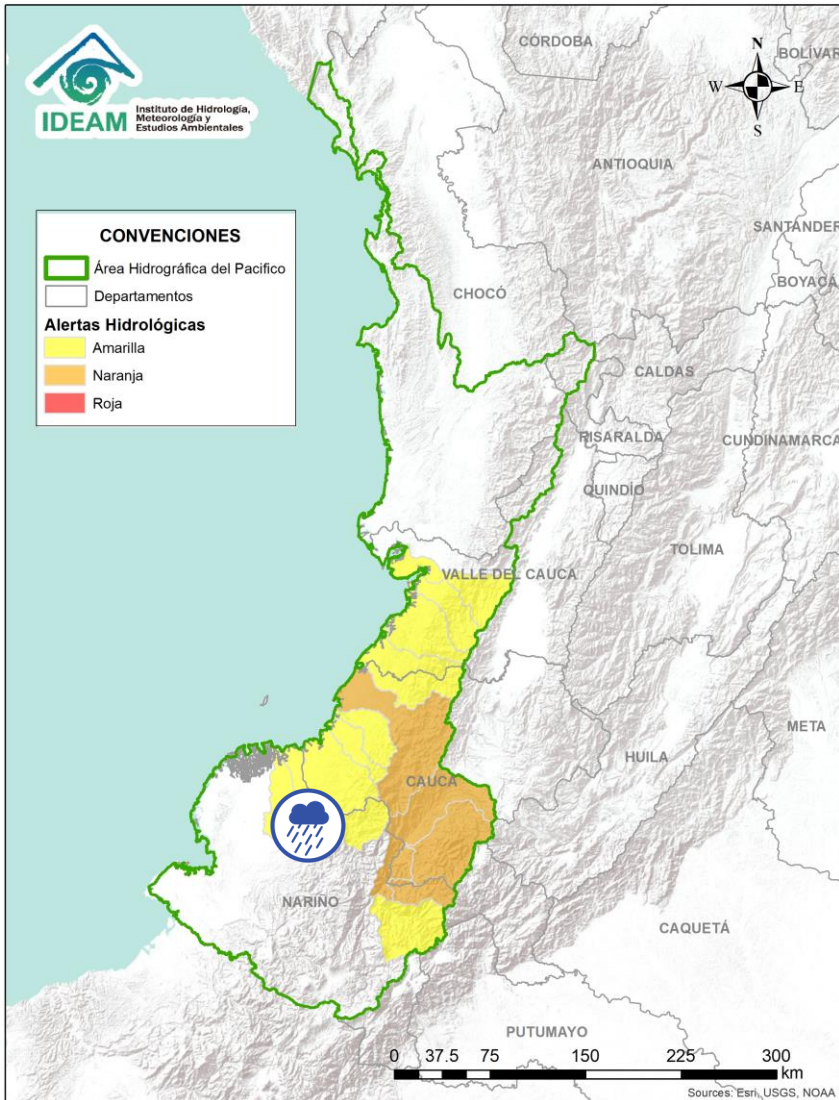 IDEAM
Instituto de Hidrología,
Meteorología y
Estudios Ambientales
CÓRDOBA
BOLÍVAR
N
W
E
S
ANTIOQUIA
CONVENCIONES
Área Hidrográfica del Pacifico
Departamentos
Alertas Hidrológicas
Amarilla
Naranja
Roja
SANTANDER
BOYACÁ
CHOCÓ
CALDAS
RISARALDA
CUNDINAMARCA
QUINDÍO
TOLIMA
VALLE DEL CAUCA
META
HUILA
CAUCA
NARIÑO
CAQUETÁ
PUTUMAYO
0 37.5 75 150 225 300
km
Sources: Esri, USGS, NOAA